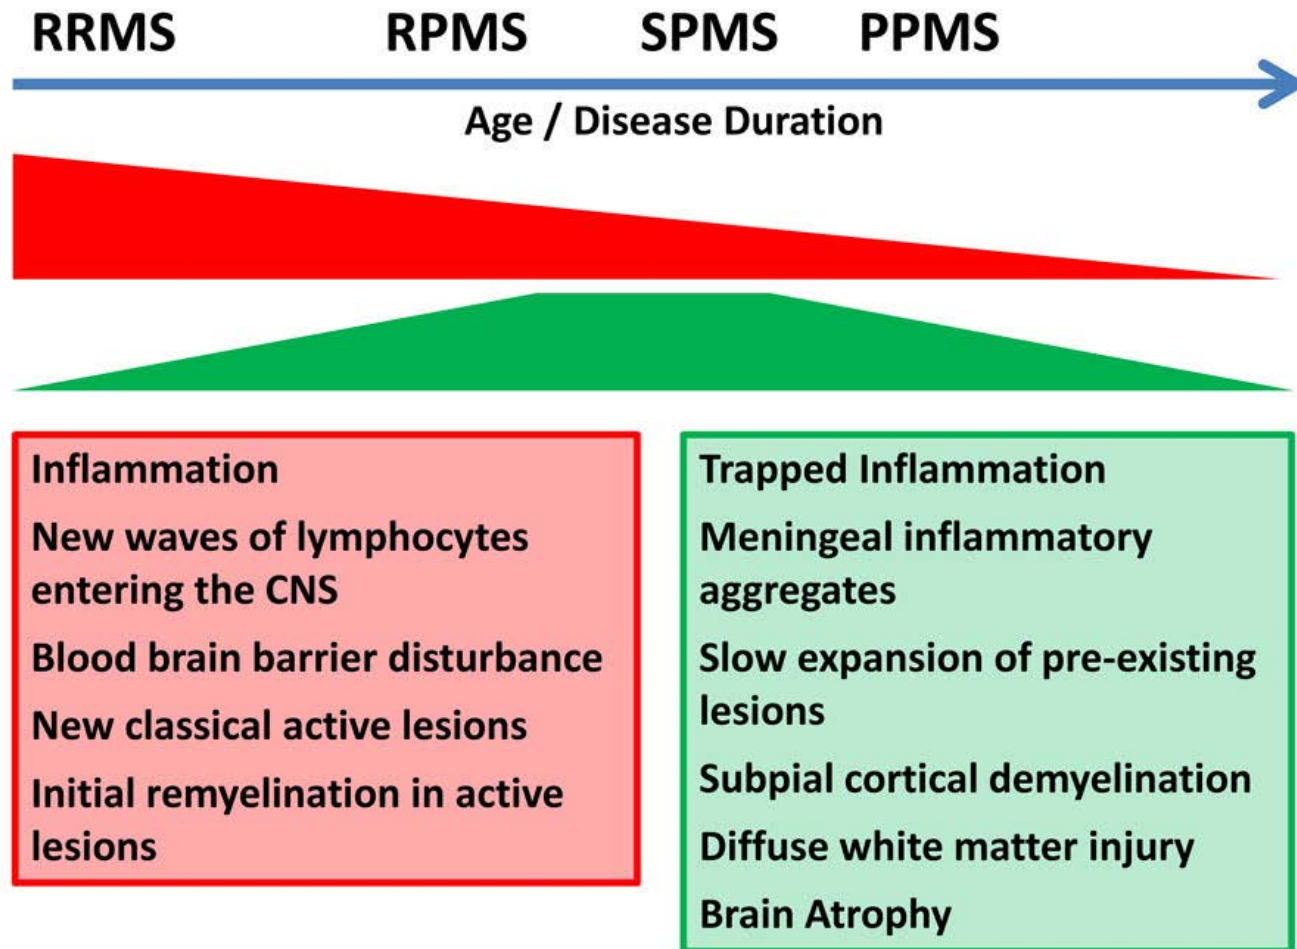 RRMS RPMS SPMS PPMS
Age / Disease Duration
Inflammation
New waves of lymphocytes
entering the CNS
Blood brain barrier disturbance
New classical active lesions
Initial remyelination in active
lesions
Trapped Inflammation
Meningeal inflammatory
aggregates
Slow expansion of pre-existing
lesions
Subpial cortical demyelination
Diffuse white matter injury
Brain Atrophy